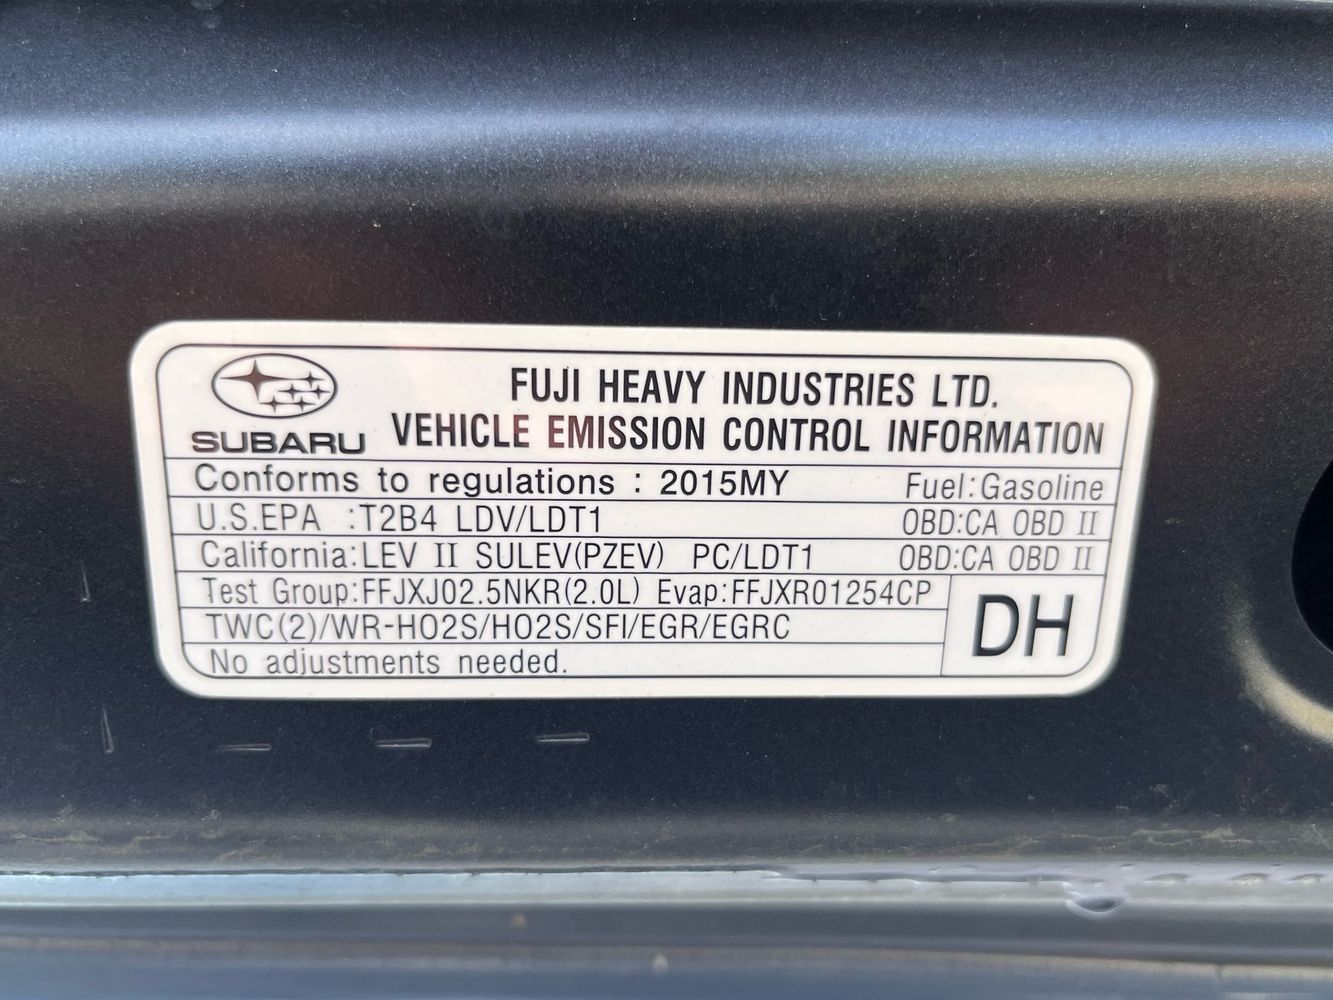 SUBARU
FUJI HEAVY INDUSTRIES LTD.
VEHICLE EMISSION CONTROL INFORMATION
Conforms to regulations : 2015MY Fuel:Gasoline
U.S.EPA :T2B4 LDV/LDT1 OBD:CA OBD II
California:LEV II SULEV(PZEV) PC/LDT1 OBD:CA OBD II
Test Group:FFJXJ02.5NKR(2.0L) Evap:FFJXR01254CP
TWC(2)/WR-HO2S/HO2S/SFI/EGR/EGRC
No adjustments needed.
DH